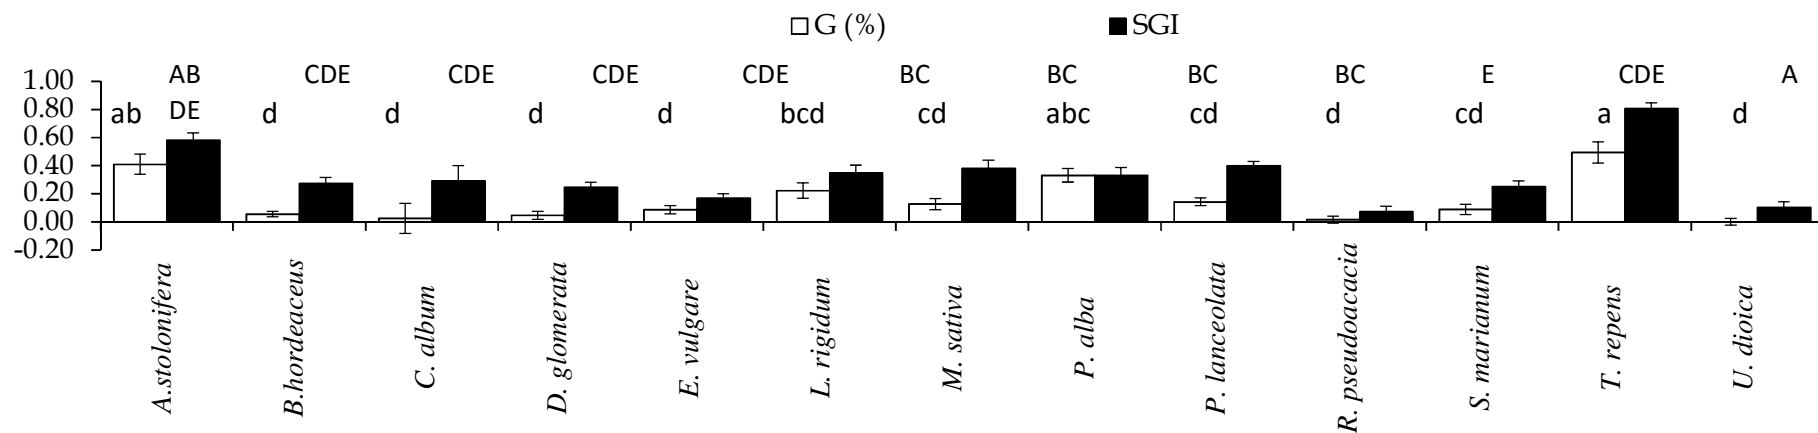 G (%) SGI
1.00 AB CDE CDE CDE CDE BC BC BC BC E CDE A
0.80 ab DE d d d d bcd cd abc cd d cd a d
0.60
0.40
0.20
0.00
-0.20
A.stolonifera
B.hordeaceus
C. album
D. glomerata
E. vulgare
L. rigidum
M. sativa
P. alba
P. lanceolata
R. pseudoacacia
S. marianum
T. repens
U. dioica